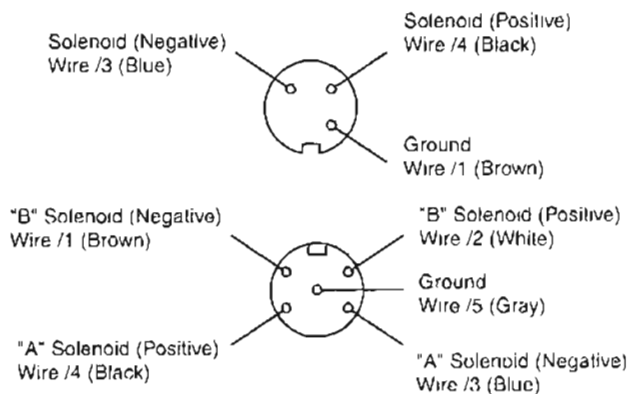 Solenoid (Negative)
Wire /3 (Blue)
Solenoid (Positive)
Wire /4 (Black)
Ground
Wire /1 (Brown)
"B" Solenoid (Negative)
Wire /1 (Brown)
"B" Solenoid (Positive)
Wire /2 (White)
Ground
Wire /5 (Gray)
"A" Solenoid (Positive)
Wire /4 (Black)
"A" Solenoid (Negative)
Wire /3 (Blue)